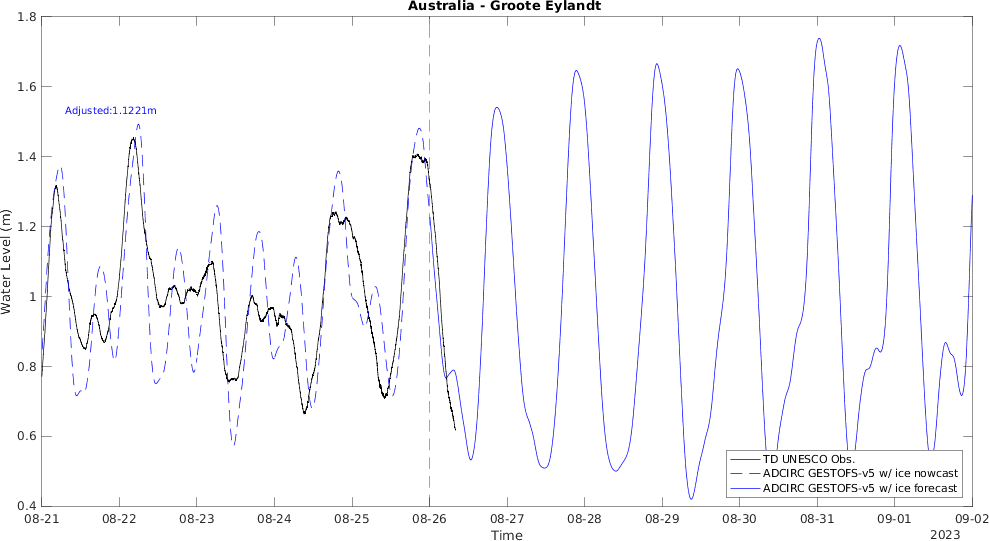 Australia - Groote Eylandt
1.8
1.6
1.4
1.2
1
0.8
0.6
0.4
Water Level (m)
Adjusted:1.1221m
TD UNESCO Obs.
ADCIRC GESTOFS-v5 w/ ice nowcast
ADCIRC GESTOFS-v5 w/ ice forecast
08-21 08-22 08-23 08-24 08-25 08-26 08-27 08-28 08-29 08-30 08-31 09-01 09-02
Time
2023